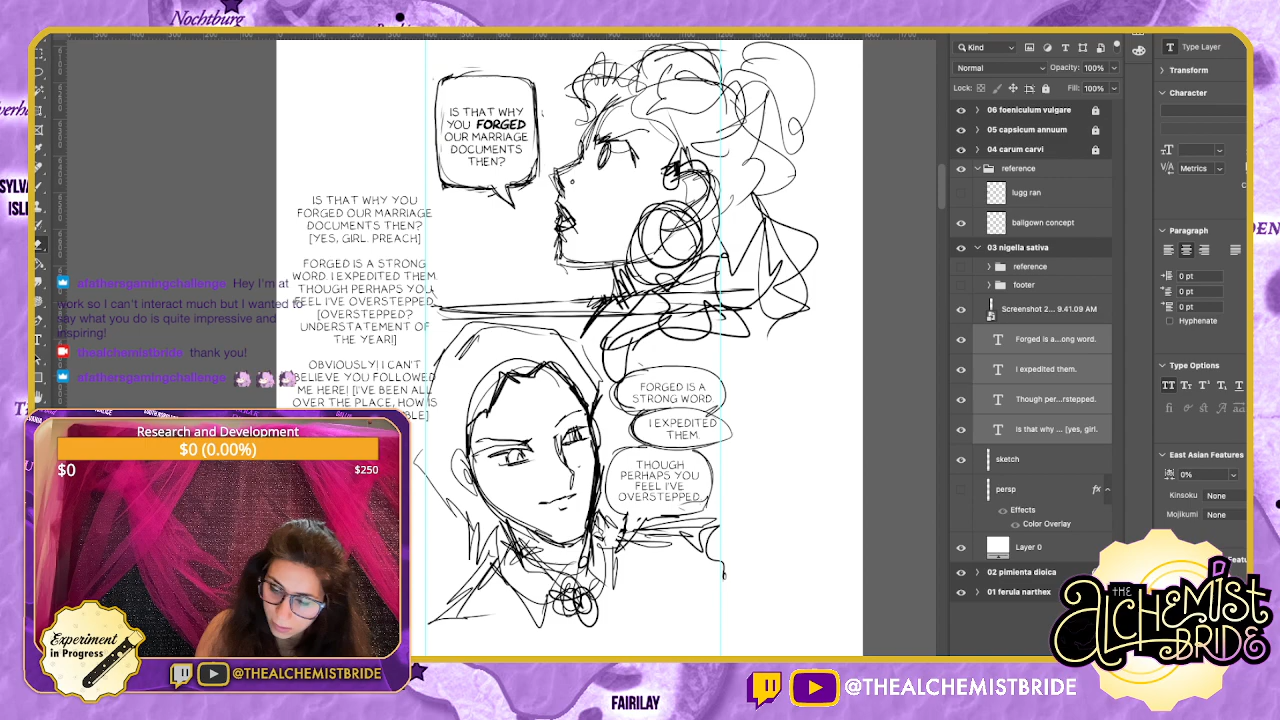 Nochtburg
SYLVA
ISLE
IS THAT WHY
YOU FORGED
OUR MARRIAGE
DOCUMENTS
THEN?
IS THAT WHY YOU
FORGED OUR MARRIAGE
DOCUMENTS THEN?
[YES, GIRL. PREACH]
FORGED IS A STRONG
WORD. I EXPEDITED THEM.
THOUGH PERHAPS YOU
FEEL I'VE OVERSTEPPED.
[OVERSTEPPED?
UNDERSTATEMENT OF
THE YEAR!]
OBVIOUSLY! I CAN'T
BELIEVE YOU FOLLOWED
ME HERE! [I'VE BEEN ALL
OVER THE PLACE, HOW IS
FORGED IS A
STRONG WORD.
I EXPEDITED
THEM.
THOUGH
PERHAPS YOU
FEEL I'VE
OVERSTEPPED.
afathersgamingchallenge Hey I'm at
work so I can't interact much but I wanted to
say what you do is quite impressive and
inspiring!
thealchemistbride thank you!
afathersgamingchallenge
Research and Development
$0 (0.00%)
$0 $250
Experiment
in Progress
@THEALCHEMISTBRIDE
FAIRILAY
@THEALCHEMISTBRIDE
THE
ALCHEMIST
BRIDE
Kind
Normal Opacity: 100%
Lock: Fill: 100%
06 foeniculum vulgare
05 capsicum annuum
04 carum carvi
reference
lugg ran
ballgown concept
03 nigella sativa
reference
footer
Screenshot 2... 9.41.09 AM
Forged is a...ong word.
I expedited them.
Though per...rstepped.
Is that why ... [yes, girl.
sketch
persp fx
Effects
Color Overlay
Layer 0
02 pimienta dioica
01 ferula narthex
Type Layer
Transform
Character
Metrics
Paragraph
0 pt
0 pt
0 pt
Hyphenate
Type Options
East Asian Features
0%
Kinsoku None
Mojikumi None